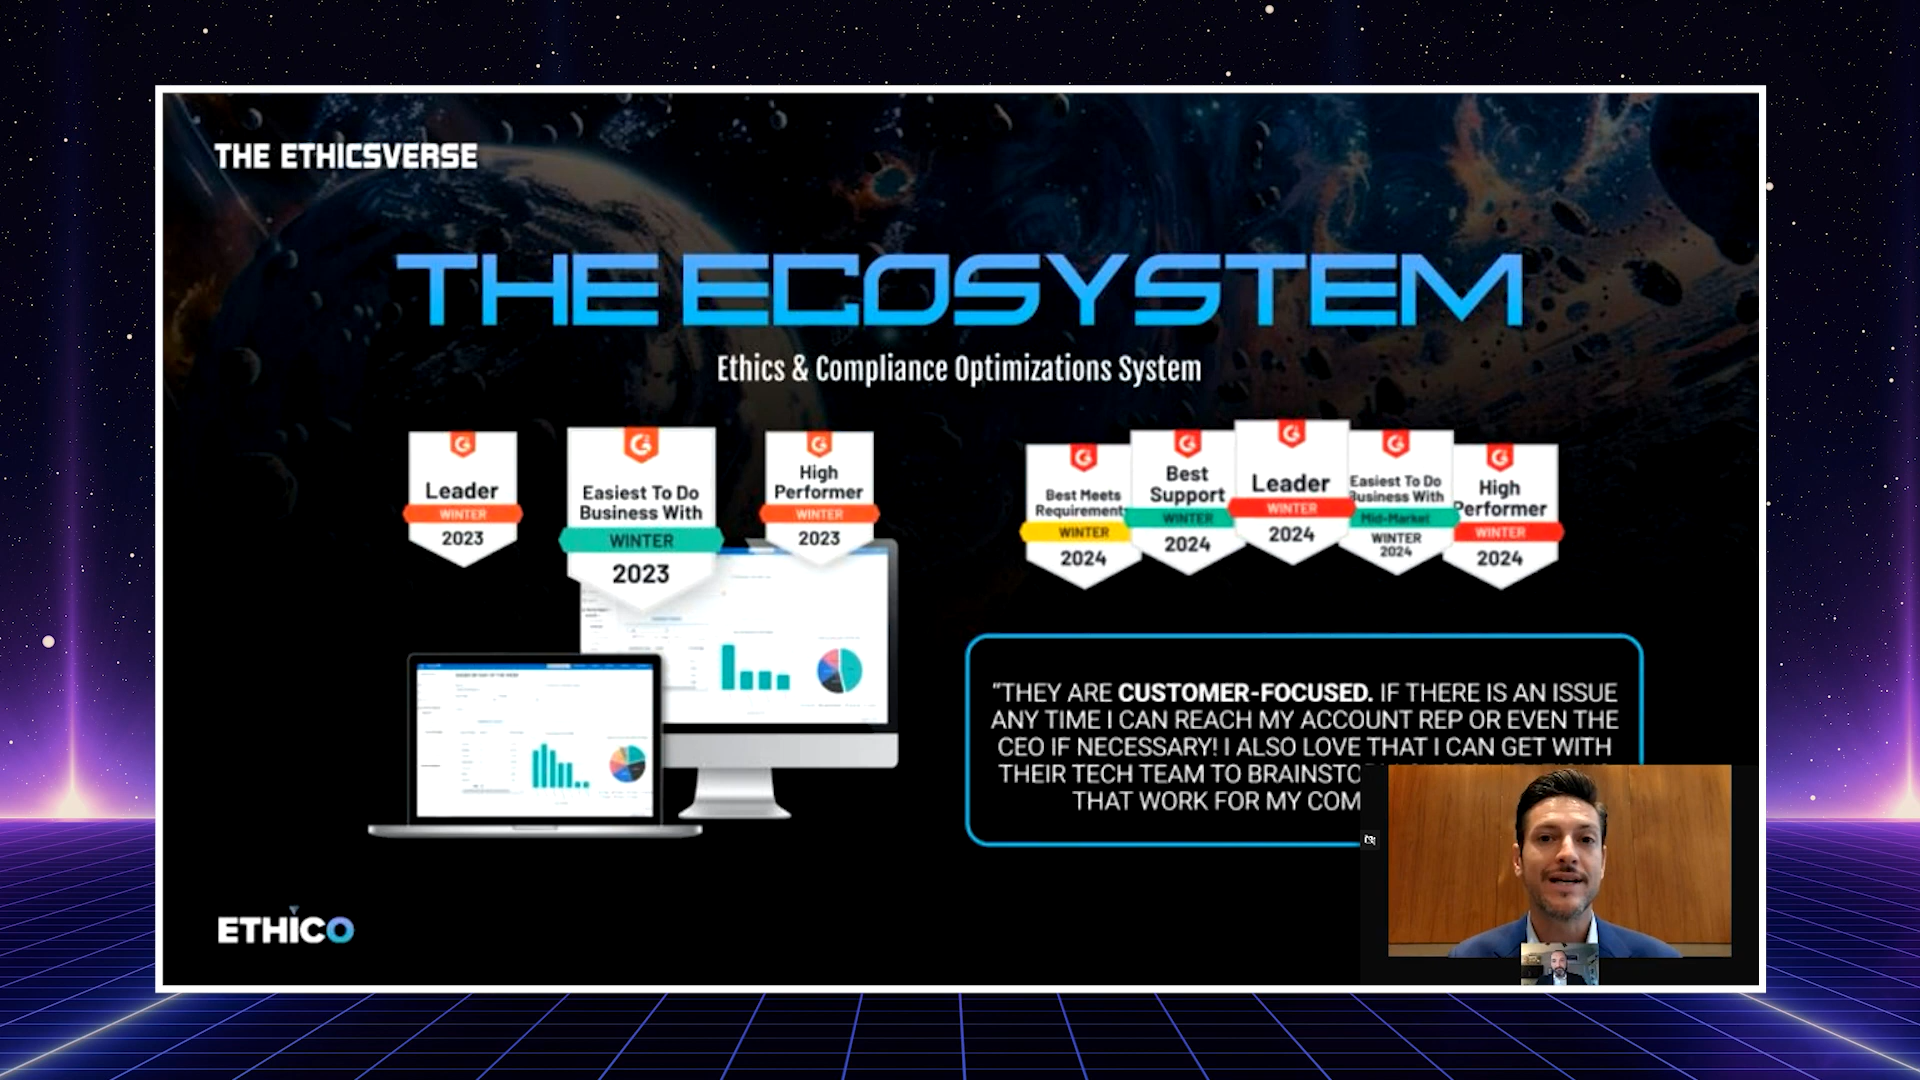 THE ETHICSVERSE
THE ECOSYSTEM
Ethics & Compliance Optimizations System
Leader
WINTER
2023
Easiest To Do
Business With
WINTER
2023
High
Performer
WINTER
2023
Best Meets
Requirements
WINTER
2024
Best
Support
WINTER
2024
Leader
WINTER
2024
Easiest To Do
Business With
Mid-Market
WINTER
2024
High
Performer
WINTER
2024
"THEY ARE CUSTOMER-FOCUSED. IF THERE IS AN ISSUE
ANY TIME I CAN REACH MY ACCOUNT REP OR EVEN THE
CEO IF NECESSARY! I ALSO LOVE THAT I CAN GET WITH
THEIR TECH TEAM TO BRAINSTO
THAT WORK FOR MY COM
ETHICO